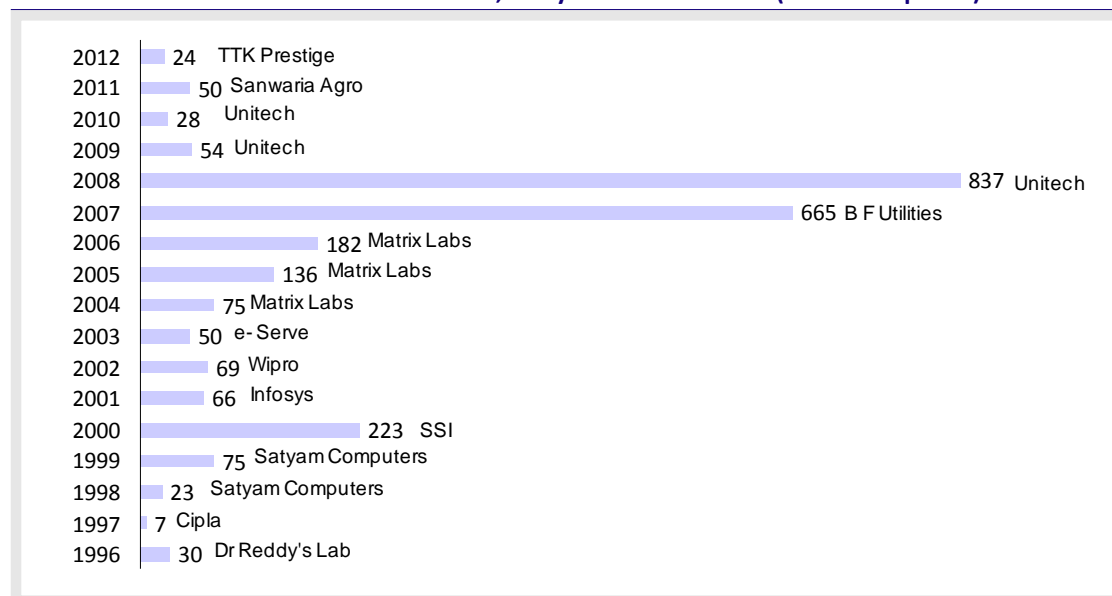 2012 24 TTK Prestige
2011 50 Sanwaria Agro
2010 28 Unitech
2009 54 Unitech
2008 837 Unitech
2007 665 B F Utilities
2006 182 Matrix Labs
2005 136 Matrix Labs
2004 75 Matrix Labs
2003 50 e-Serve
2002 69 Wipro
2001 66 Infosys
2000 223 SSI
1999 75 Satyam Computers
1998 23 Satyam Computers
1997 7 Cipla
1996 30 Dr Reddy's Lab